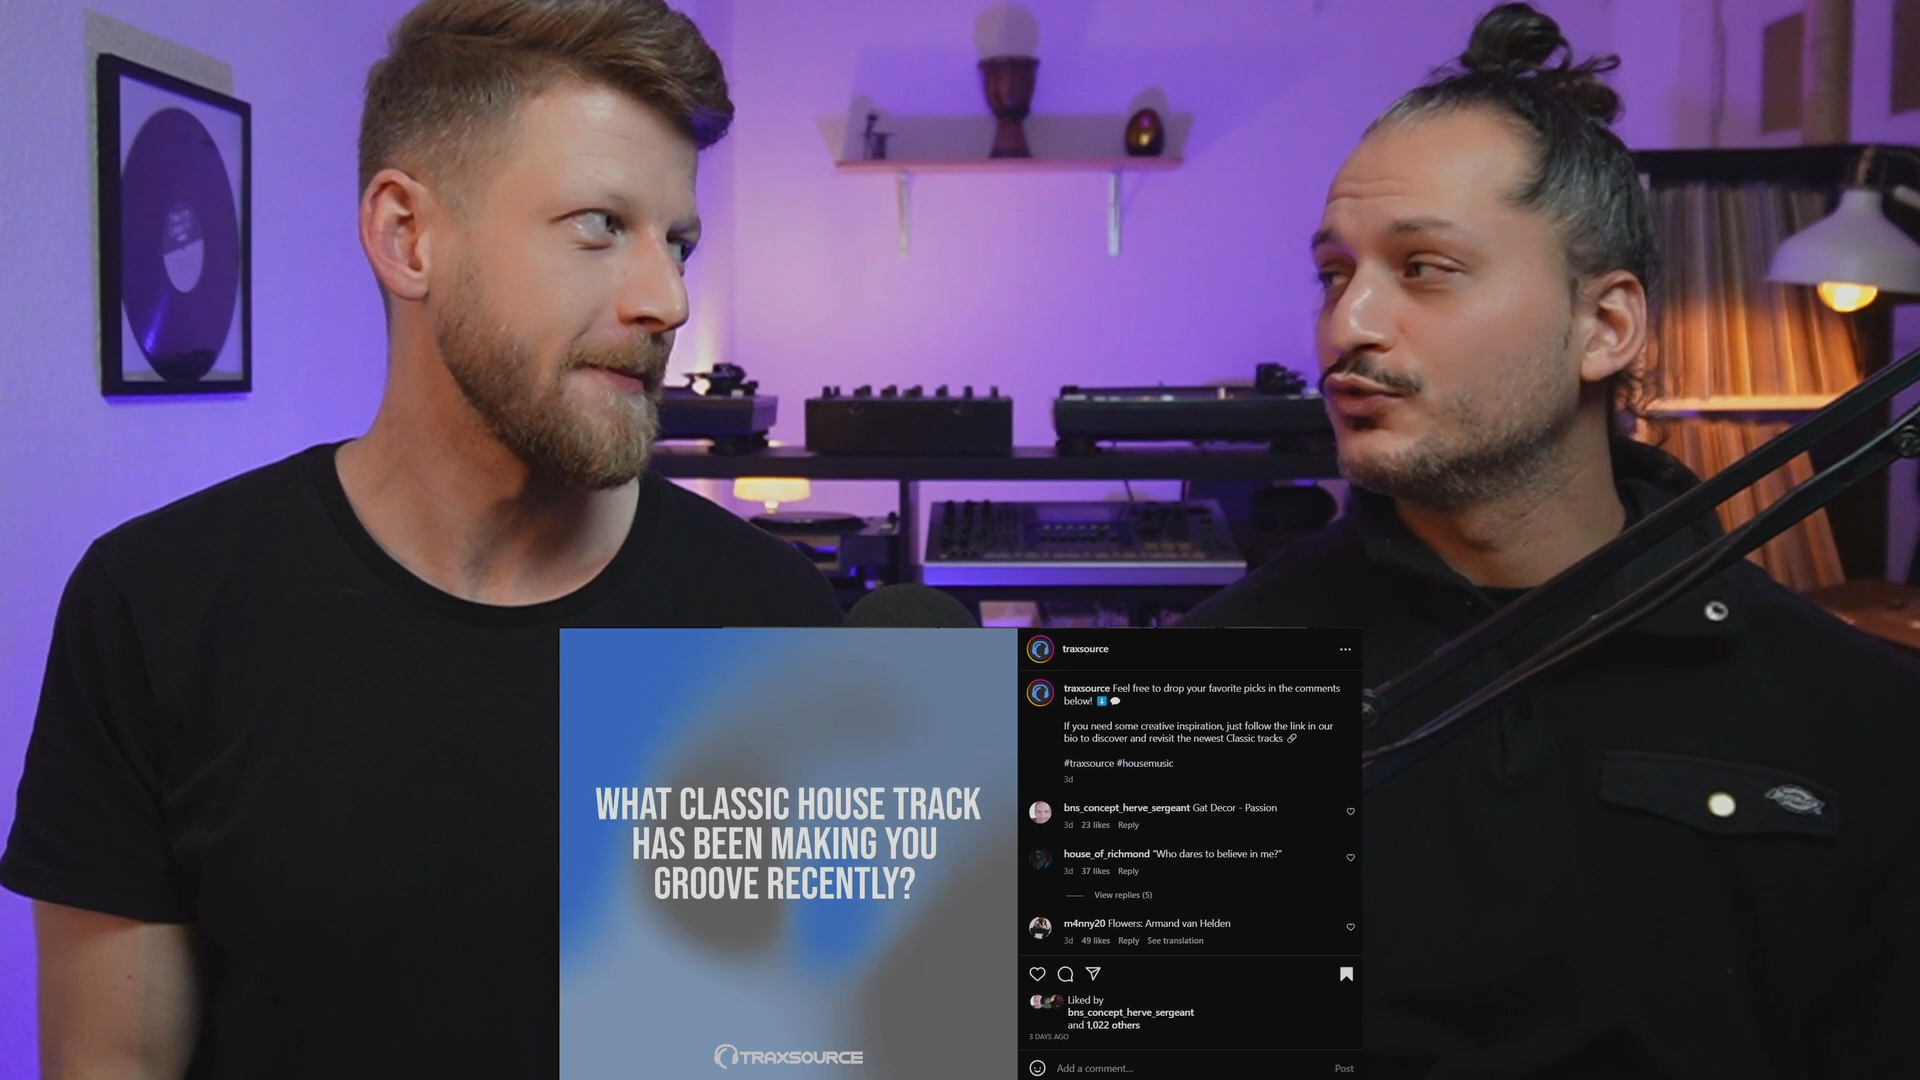 WHAT CLASSIC HOUSE TRACK
HAS BEEN MAKING YOU
GROOVE RECENTLY?
TRAXSOURCE
traxsource
traxsource Feel free to drop your favorite picks in the comments
below! ⬇️ 💬
If you need some creative inspiration, just follow the link in our
bio to discover and revisit the newest Classic tracks 🔗
#traxsource #housemusic
3d
bns_concept_herve_sergeant Gat Decor - Passion
3d 23 likes Reply
house_of_richmond “Who dares to believe in me?”
3d 37 likes Reply
View replies (5)
m4nny20 Flowers: Armand van Helden
3d 49 likes Reply See translation
Liked by
bns_concept_herve_sergeant
and 1,022 others
3 DAYS AGO
Add a comment...
Post